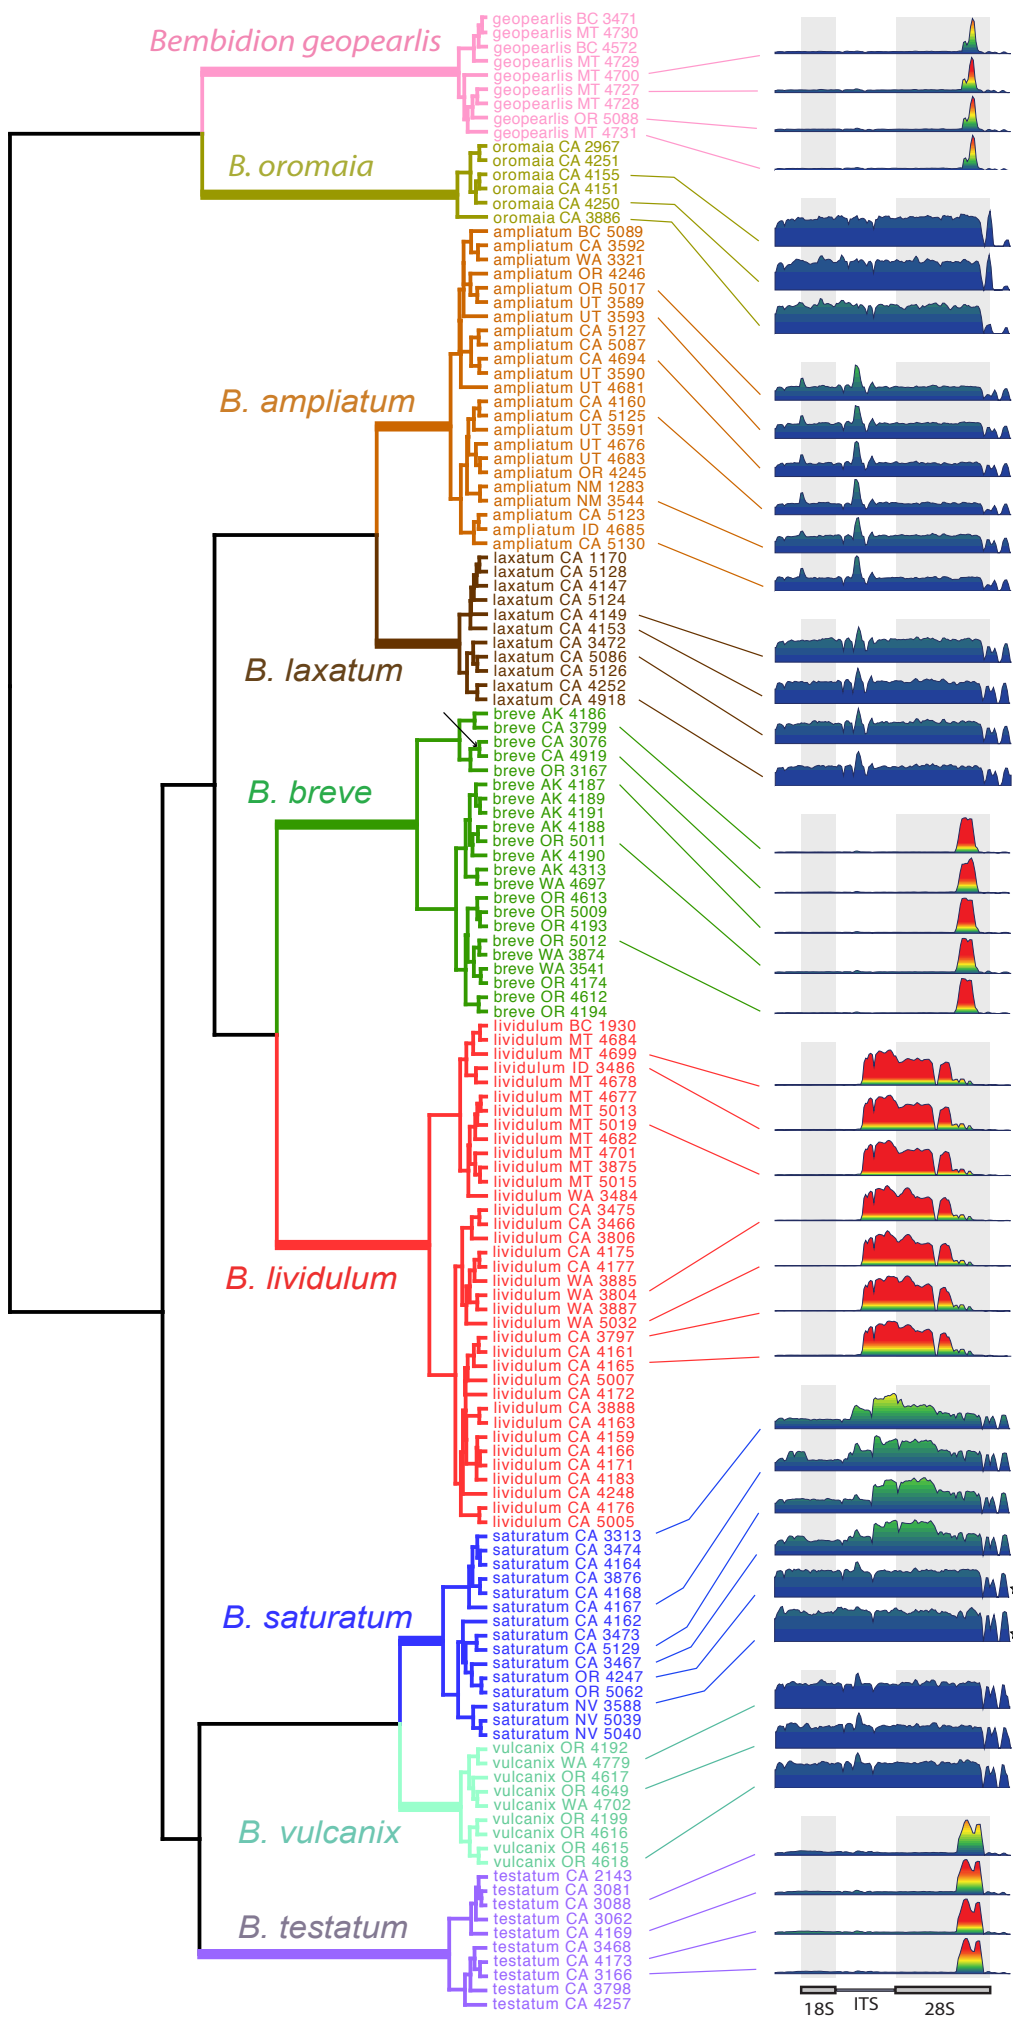 Bembidion geopearlis
geopearlis BC 3471
geopearlis MT 4730
geopearlis BC 4572
geopearlis MT 4729
geopearlis MT 4700
geopearlis MT 4727
geopearlis MT 4728
geopearlis OR 5088
geopearlis MT 4731
B. oromaia
oromaia CA 2967
oromaia CA 4251
oromaia CA 4155
oromaia CA 4151
oromaia CA 4250
oromaia CA 3886
B. ampliatum
ampliatum BC 5089
ampliatum CA 3592
ampliatum WA 3321
ampliatum OR 4246
ampliatum OR 5017
ampliatum UT 3589
ampliatum UT 3593
ampliatum CA 5127
ampliatum CA 5087
ampliatum CA 4694
ampliatum UT 3590
ampliatum UT 4681
ampliatum CA 4160
ampliatum CA 5125
ampliatum UT 3591
ampliatum UT 4676
ampliatum UT 4683
ampliatum OR 4245
ampliatum NM 1283
ampliatum NM 3544
ampliatum CA 5123
ampliatum ID 4685
ampliatum CA 5130
B. laxatum
laxatum CA 1170
laxatum CA 5128
laxatum CA 4147
laxatum CA 5124
laxatum CA 4149
laxatum CA 4153
laxatum CA 3472
laxatum CA 5086
laxatum CA 5126
laxatum CA 4252
laxatum CA 4918
B. breve
breve AK 4186
breve CA 3799
breve CA 3076
breve CA 4919
breve OR 3167
breve AK 4187
breve AK 4189
breve AK 4191
breve AK 4188
breve OR 5011
breve AK 4190
breve AK 4313
breve WA 4697
breve OR 4613
breve OR 5009
breve OR 4193
breve OR 5012
breve WA 3874
breve WA 3541
breve OR 4174
breve OR 4612
breve OR 4194
B. lividulum
lividulum BC 1930
lividulum MT 4684
lividulum MT 4699
lividulum ID 3486
lividulum MT 4678
lividulum MT 4677
lividulum MT 5013
lividulum MT 5019
lividulum MT 4682
lividulum MT 4701
lividulum MT 3875
lividulum MT 5015
lividulum WA 3484
lividulum CA 3475
lividulum CA 3466
lividulum CA 3806
lividulum CA 4175
lividulum CA 4177
lividulum WA 3885
lividulum WA 3804
lividulum WA 3887
lividulum WA 5032
lividulum CA 3797
lividulum CA 4161
lividulum CA 4165
lividulum CA 5007
lividulum CA 4172
lividulum CA 3888
lividulum CA 4163
lividulum CA 4159
lividulum CA 4166
lividulum CA 4171
lividulum CA 4183
lividulum CA 4248
lividulum CA 4176
lividulum CA 5005
B. saturatum
saturatum CA 3313
saturatum CA 3474
saturatum CA 4164
saturatum CA 3876
saturatum CA 4168
saturatum CA 4167
saturatum CA 4162
saturatum CA 3473
saturatum CA 5129
saturatum CA 3467
saturatum OR 4247
saturatum OR 5062
saturatum NV 3588
saturatum NV 5039
saturatum NV 5040
B. vulcanix
vulcanix OR 4192
vulcanix WA 4779
vulcanix OR 4617
vulcanix OR 4649
vulcanix WA 4702
vulcanix OR 4199
vulcanix OR 4616
vulcanix OR 4615
vulcanix OR 4618
B. testatum
testatum CA 2143
testatum CA 3081
testatum CA 3088
testatum CA 3062
testatum CA 4169
testatum CA 3468
testatum CA 4173
testatum CA 3166
testatum CA 3798
testatum CA 4257
18S ITS 28S